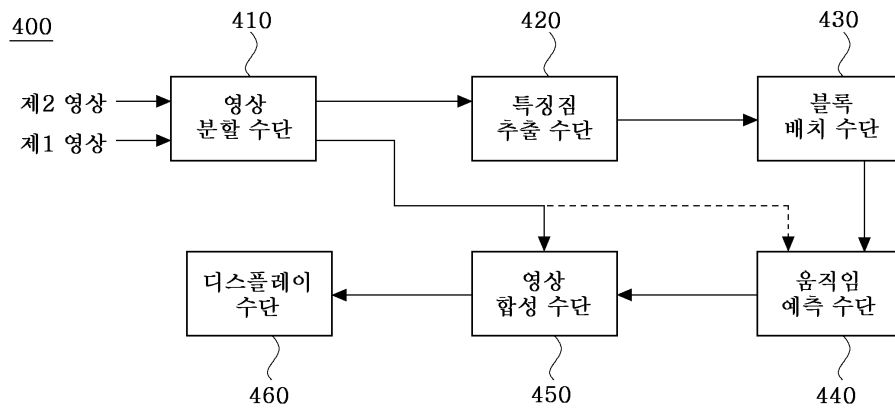 400
410
420
430
제2 영상
제1 영상
영상
분할 수단
특징짐
추출 수단
블록
배치 수단
디스플레이
수단
영상
합성 수단
움직임
예측 수단
460
450
440